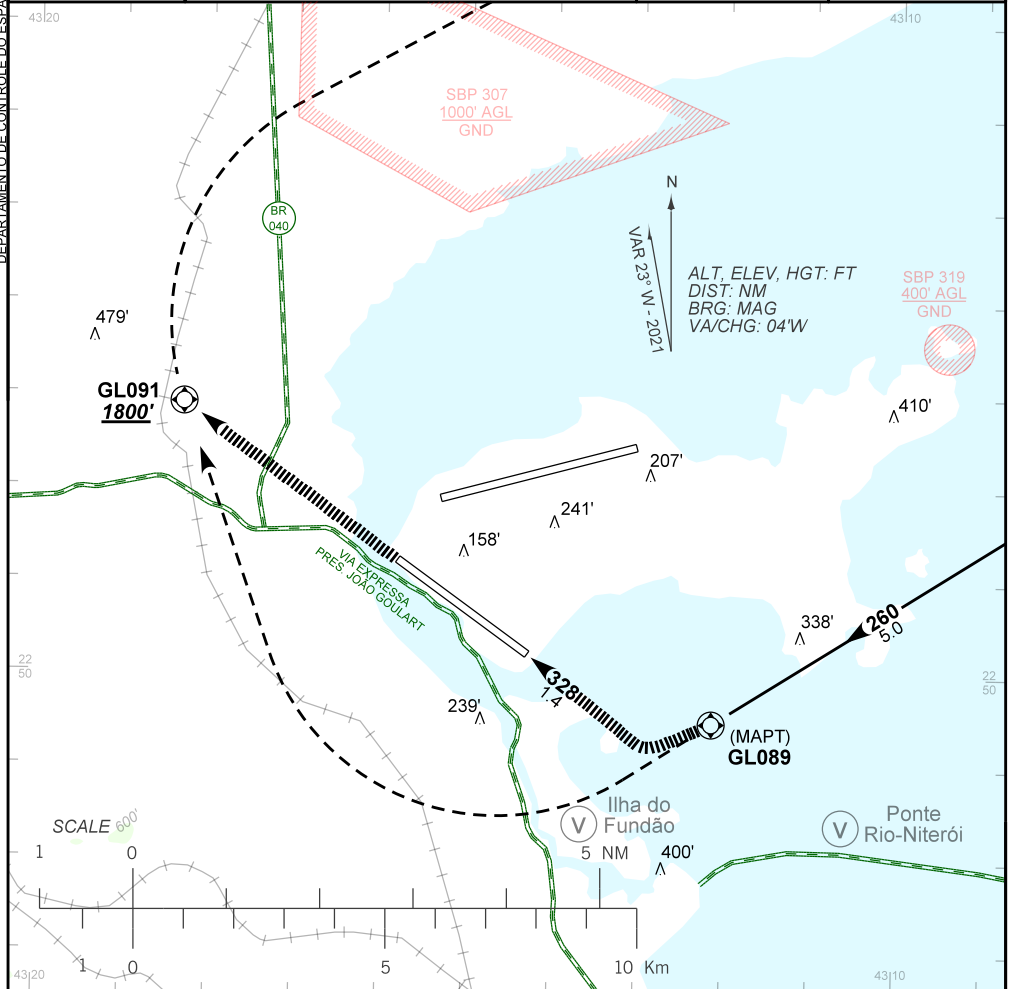 43 20
43 10
DEPARTAMENTO DE CONTROLE DO ESPA
SBP 307
1000' AGL
GND
BR
040
N
VAR 23° W - 2021
ALT, ELEV, HGT: FT
DIST: NM
BRG: MAG
VA/CHG: 04'W
SBP 319
400' AGL
GND
479'
GL091
1800'
410'
207'
241'
158'
VIA EXPRESSA
PRES. JOÃO GOULART
338'
260
5.0
22
50
22
50
328
1.4
239'
(MAPT)
GL089
V
Ilha do
Fundão
V
Ponte
Rio-Niterói
SCALE
600'
1 0 5 NM
400'
1 0 5 10 Km
43 20
43 10